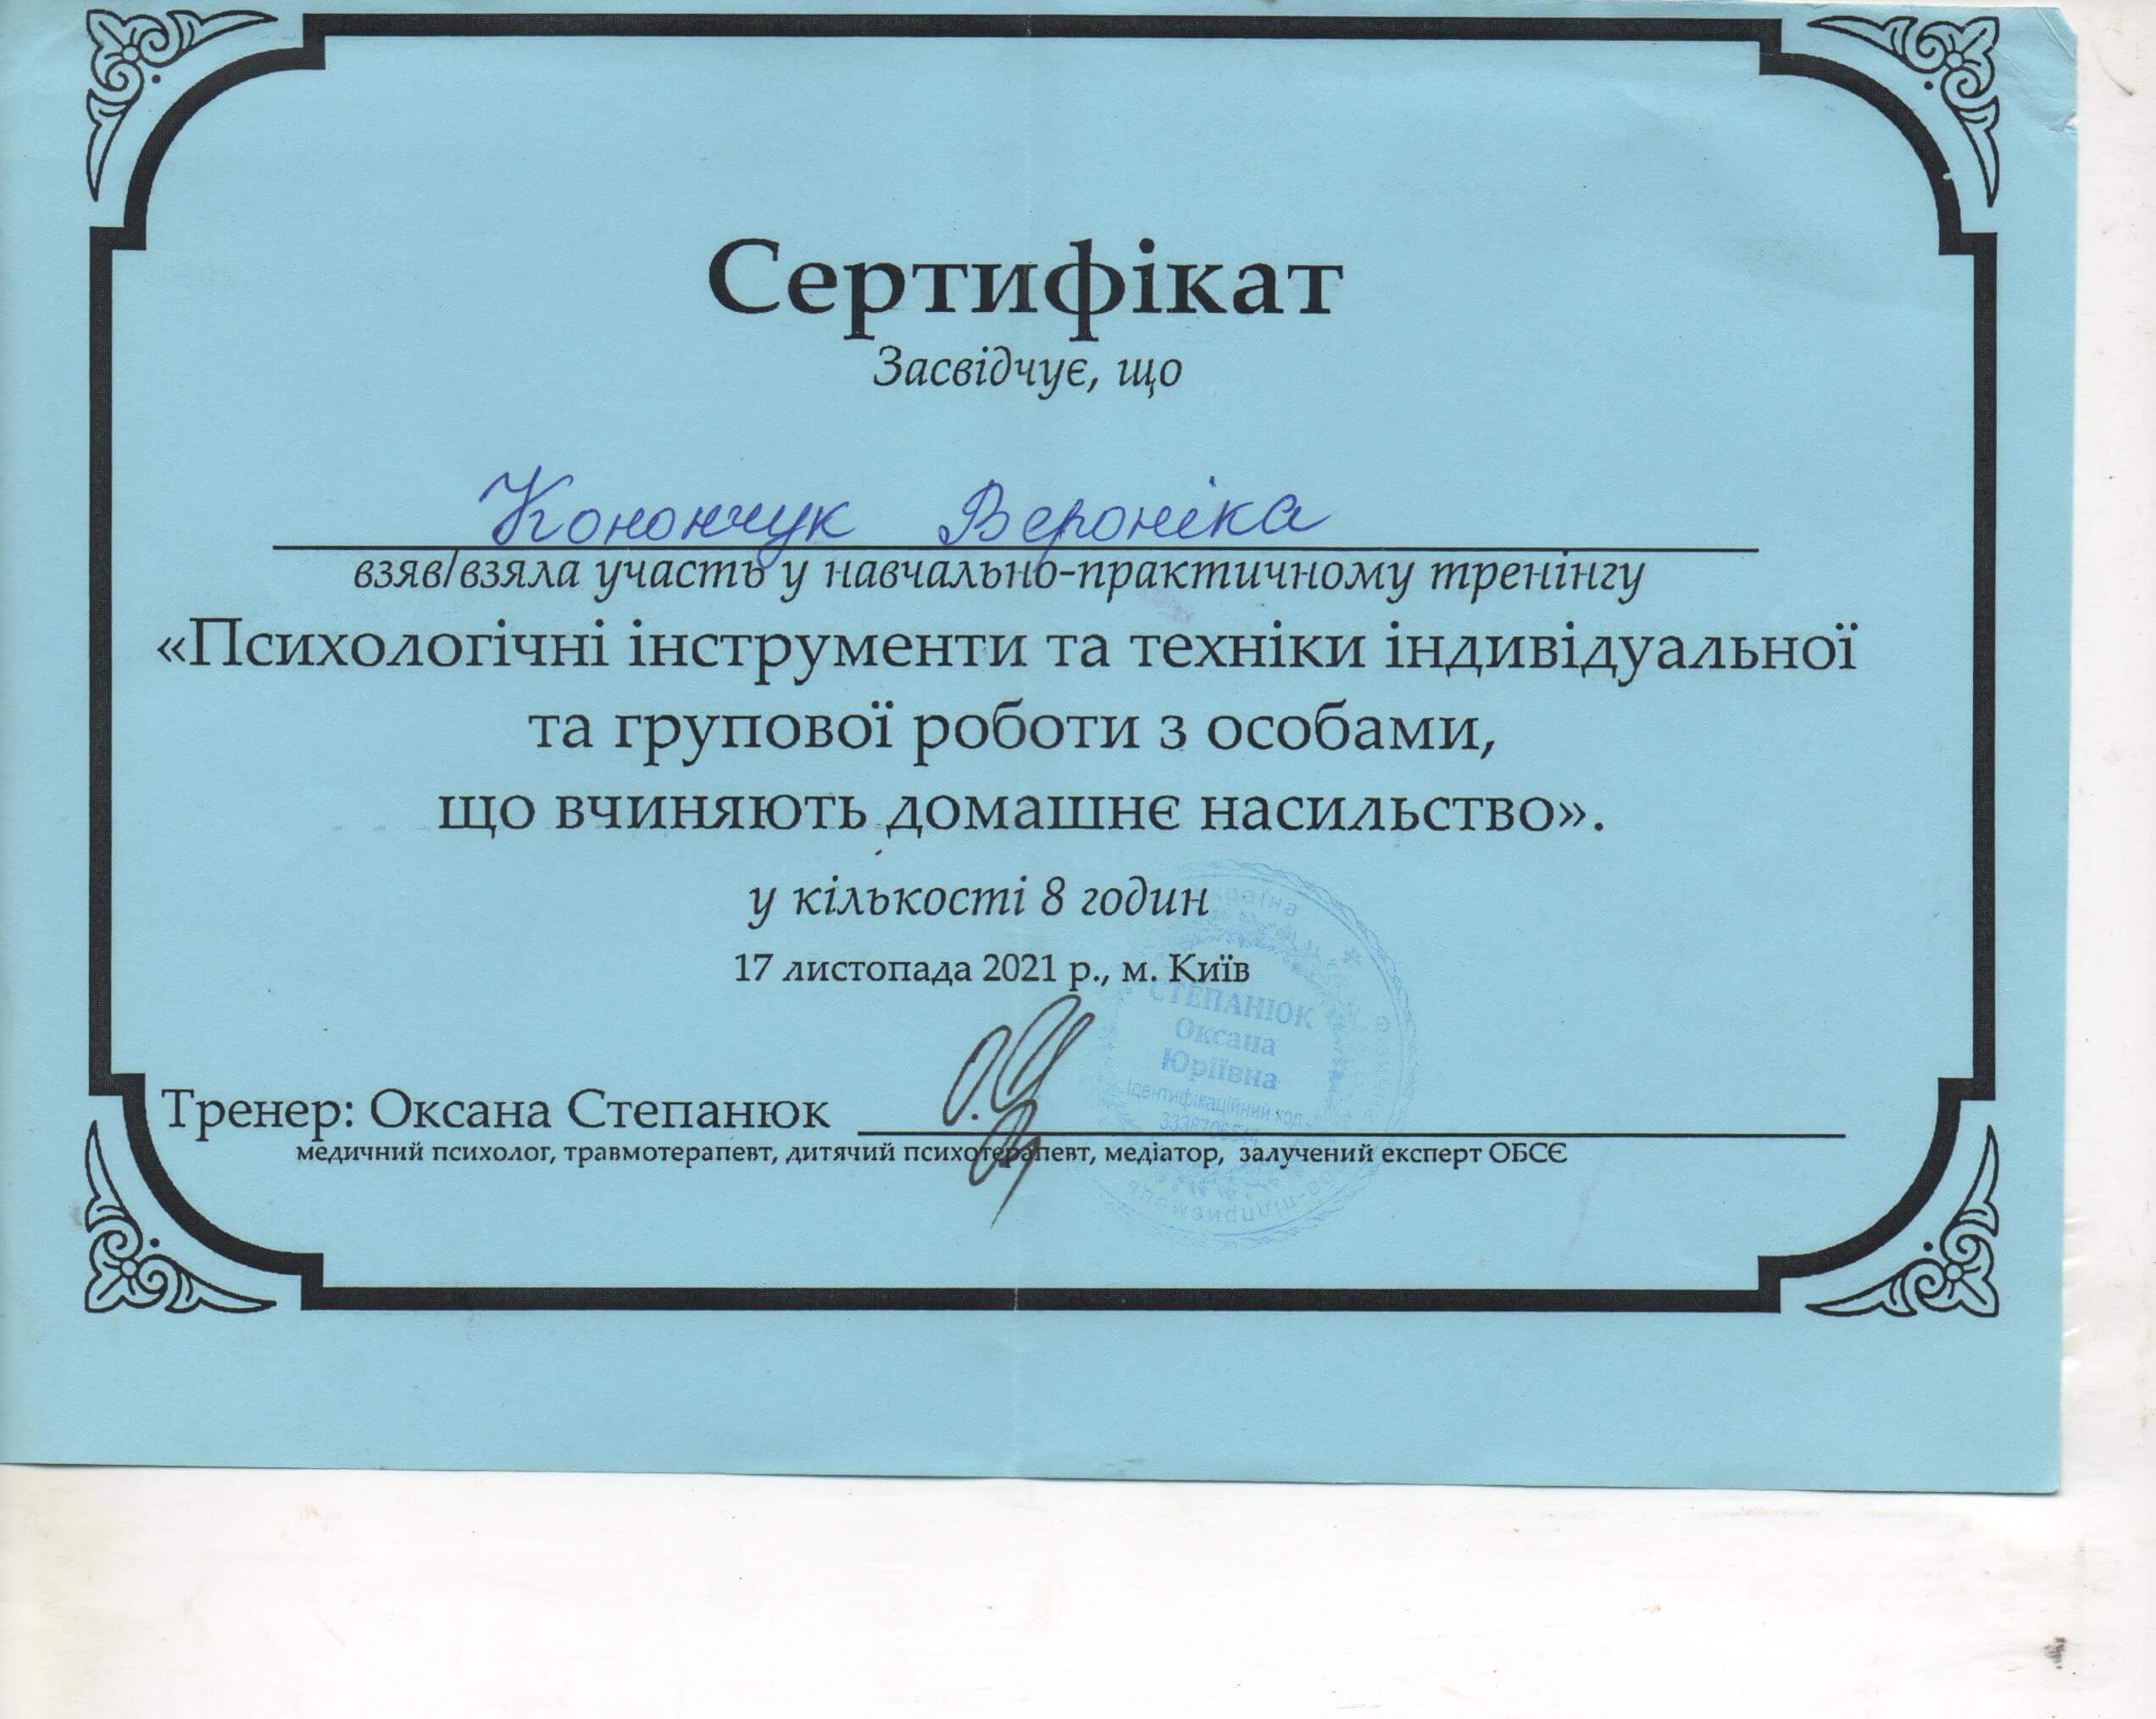 Сертифікат
Засвідчує, що
Конончук Вероніка
взяв/взяла участь у навчально-практичному тренінгу
«Психологічні інструменти та техніки індивідуальної
та групової роботи з особами,
що вчиняють домашнє насильство».
у кількості 8 годин
17 листопада 2021 р., м. Київ
СТЕПАНЮК
Оксана
Юріївна
Ідентифікаційний код
Тренер: Оксана Степанюк
медичний психолог, травмотерапевт, дитячий психотерапевт, медіатор, залучений експерт ОБСЄ